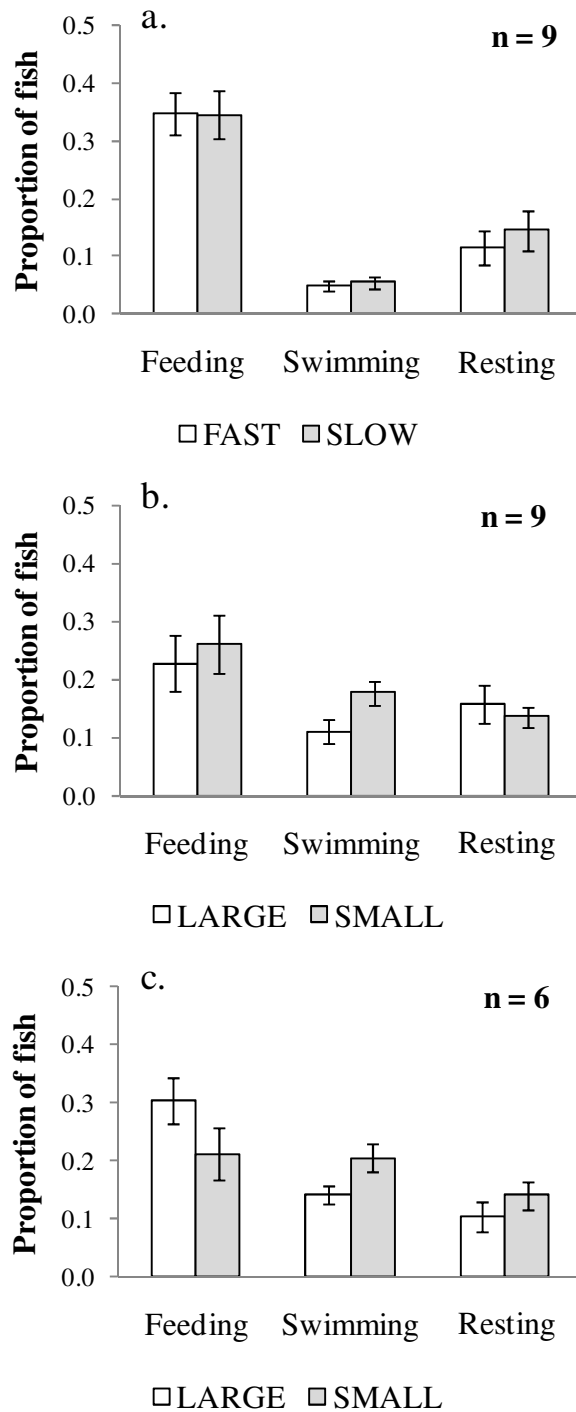 a.
n = 9
Proportion of fish
0.5
0.4
0.3
0.2
0.1
0.0
Feeding Swimming Resting
FAST SLOW
b.
n = 9
Proportion of fish
0.5
0.4
0.3
0.2
0.1
0.0
Feeding Swimming Resting
LARGE SMALL
c.
n = 6
Proportion of fish
0.5
0.4
0.3
0.2
0.1
0.0
Feeding Swimming Resting
LARGE SMALL